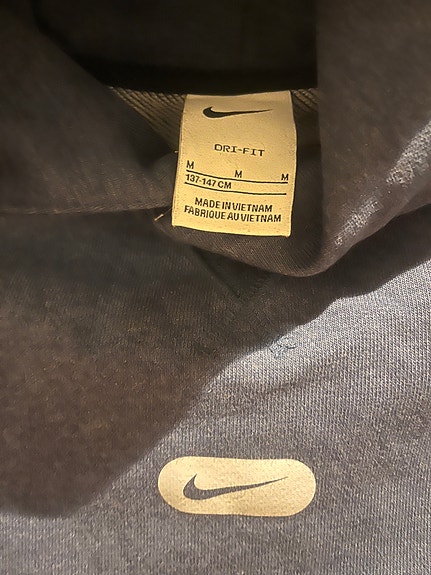 DRI-FIT
M M M
137-147 CM
MADE IN VIETNAM
FABRIQUE AU VIETNAM